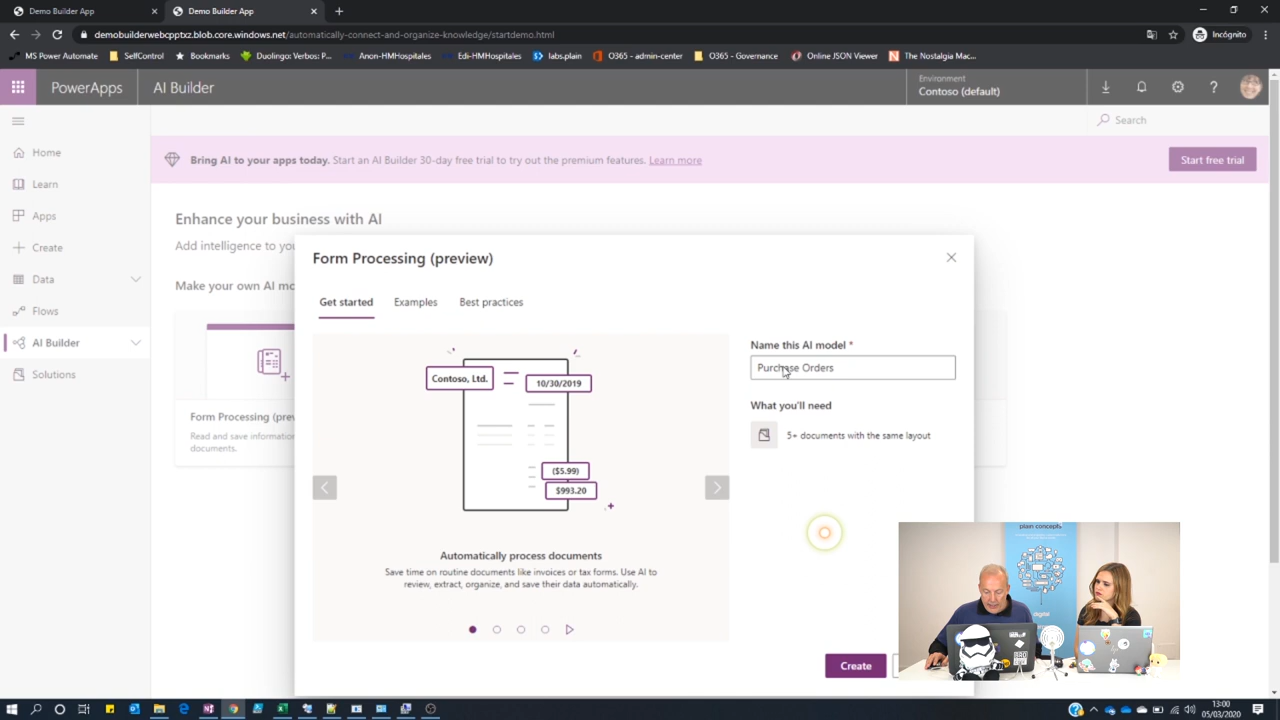 Demo Builder App
Demo Builder App
Incógnito
demobuilderwebcpptxz.blob.core.windows.net/automatically-connect-and-organize-knowledge/startdemo.html
MS Power Automate
SelfControl
Bookmarks
Duolingo: Verbos: P...
Anon-HMHospitales
Edi-HMHospitales
labs.plain
O365 - admin-center
O365 - Governance
Online JSON Viewer
The Nostalgia Mac...
PowerApps
AI Builder
Environment
Contoso (default)
Search
Home
Learn
Apps
Create
Data
Flows
AI Builder
Solutions
Bring AI to your apps today. Start an AI Builder 30-day free trial to try out the premium features. Learn more
Start free trial
Enhance your business with AI
Add intelligence to you
Make your own AI mo
Form Processing (prev
Read and save information
documents.
Form Processing (preview)
Get started
Examples
Best practices
Contoso, Ltd.
10/30/2019
($5.99)
$993.20
Automatically process documents
Save time on routine documents like invoices or tax forms. Use AI to
review, extract, organize, and save their data automatically.
Name this AI model *
Purchase Orders
What you'll need
5+ documents with the same layout
Create
plain concepts
digital
13:00
05/03/2020